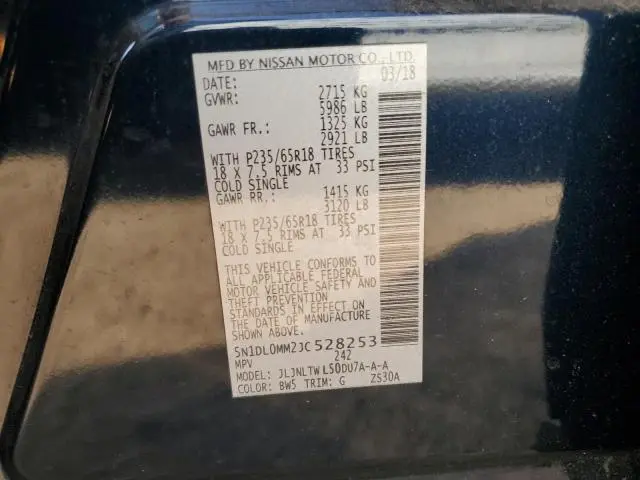 MFD BY NISSAN MOTOR CO., LTD.
DATE: 03/18
GVWR: 2715 KG
5986 LB
GAWR FR.: 1325 KG
2921 LB
WITH P235/65R18 TIRES
18 X 7.5 RIMS AT 33 PSI
COLD SINGLE
GAWR RR.: 1415 KG
3120 LB
WITH P235/65R18 TIRES
18 X 7.5 RIMS AT 33 PSI
COLD SINGLE
THIS VEHICLE CONFORMS TO
ALL APPLICABLE FEDERAL
MOTOR VEHICLE SAFETY AND
THEFT PREVENTION
STANDARDS IN EFFECT ON
THE DATE OF MANUFACTURE
SHOWN ABOVE.
5N1DL0MM2JC528253
MPV 242
MODEL: JLJNLTWLS0DU7A-A-A
COLOR: BW5 TRIM: G ZS30A